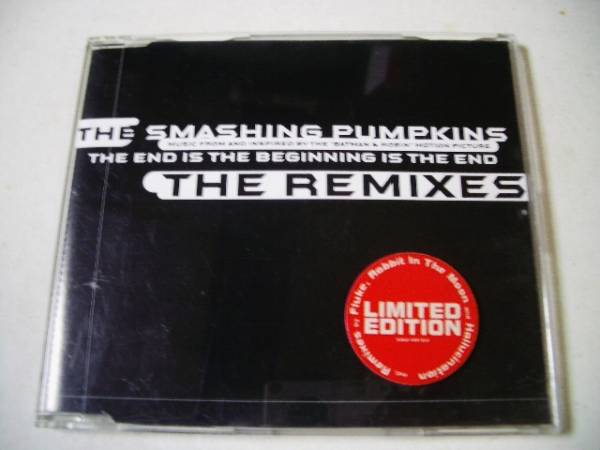 THE SMASHING PUMPKINS
MUSIC FROM AND INSPIRED BY THE "BATMAN & ROBIN" MOTION PICTURE
THE END IS THE BEGINNING IS THE END
THE REMIXES
incl. Remixes by Fluke, Rabbit In The Moon and Hallucination
LIMITED
EDITION